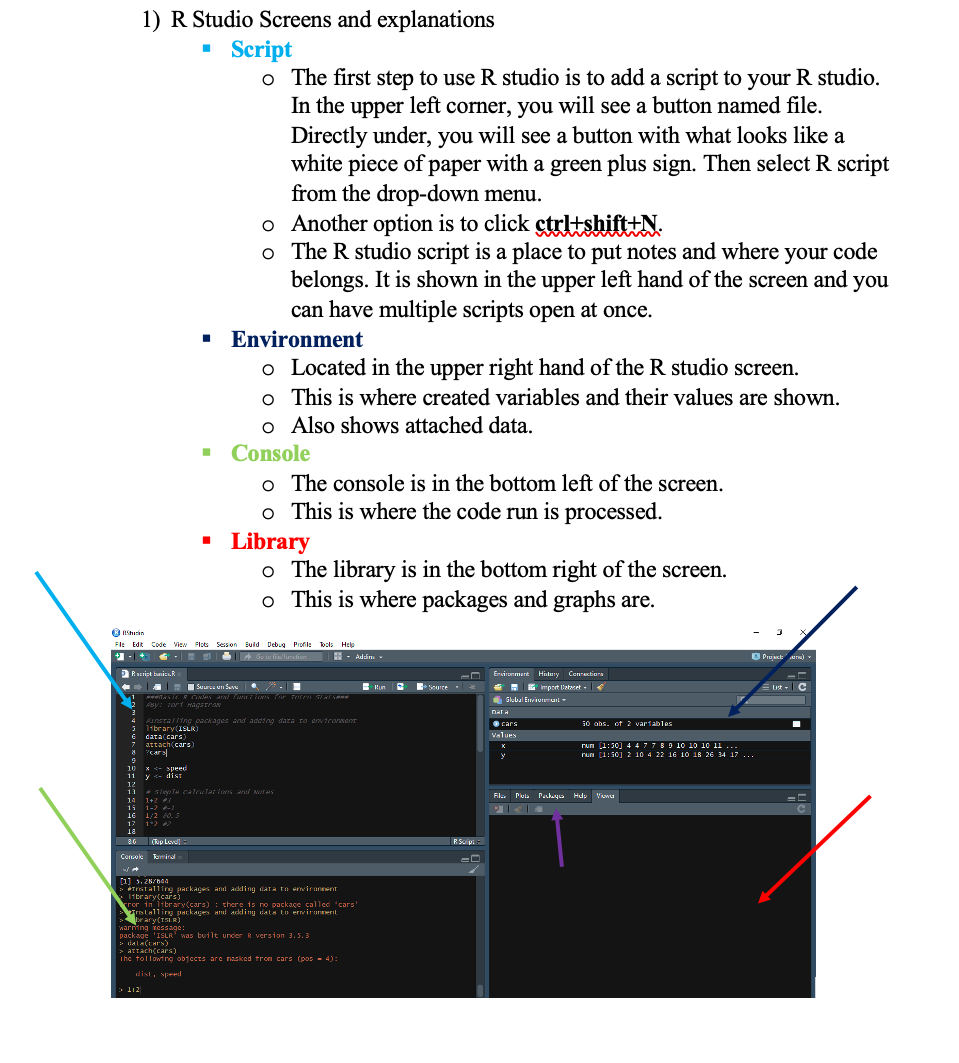 1) R Studio Screens and explanations
▪ Script
o The first step to use R studio is to add a script to your R studio.
In the upper left corner, you will see a button named file.
Directly under, you will see a button with what looks like a
white piece of paper with a green plus sign. Then select R script
from the drop-down menu.
o Another option is to click ctrl+shift+N.
o The R studio script is a place to put notes and where your code
belongs. It is shown in the upper left hand of the screen and you
can have multiple scripts open at once.
▪ Environment
o Located in the upper right hand of the R studio screen.
o This is where created variables and their values are shown.
o Also shows attached data.
▪ Console
o The console is in the bottom left of the screen.
o This is where the code run is processed.
▪ Library
o The library is in the bottom right of the screen.
o This is where packages and graphs are.
RStudio
File Edit Code View Plots Session Build Debug Profile Tools Help
Go to file/function Addins
Project:
R script basics.R
Source on Save Run Source
1 ###Basic R Codes and functions for Intro Stats###
2 #by: Tori Hagstrom
3
4 #installing packages and adding data to environment
5 library(ISLR)
6 data(cars)
7 attach(cars)
8 ?cars
9
10 x <- speed
11 y <- dist
12
13 # Simple Calculations and Notes
14 1+2 #3
15 1-2 #-1
16 1/2 #0.5
17 1*2 #2
18
86 (Top Level) R Script
Environment History Connections
Import Dataset List
Global Environment
Data
cars 50 obs. of 2 variables
Values
x num [1:50] 4 4 7 7 8 9 10 10 10 11 ...
y num [1:50] 2 10 4 22 16 10 18 26 34 17 ...
Files Plots Packages Help Viewer
Console Terminal
~/
[1] 5.287644
> #Installing packages and adding data to environment
> library(cars)
in library(cars) : there is no package called 'cars'
> #Installing packages and adding data to environment
> library(ISLR)
warning message:
package 'ISLR' was built under R version 3.5.3
> data(cars)
> attach(cars)
The following objects are masked from cars (pos = 4):
dist, speed
> 1+2